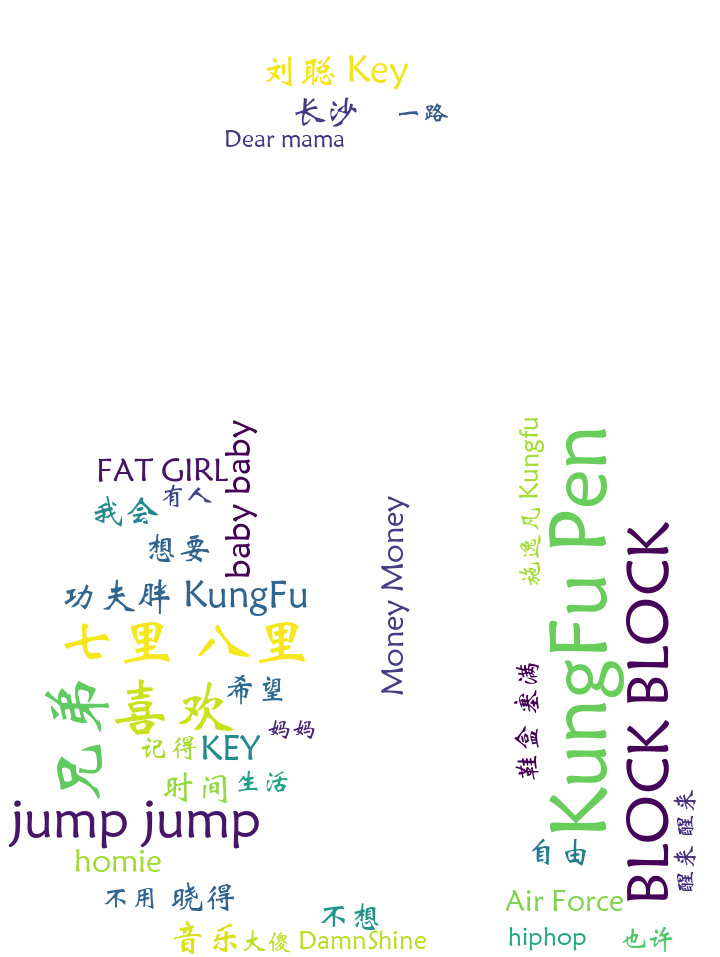 刘聪 Key
长沙
一路
Dear mama
FAT GIRL
baby baby
有人
我会
想要
功夫胖 KungFu
七里 八里
兄弟
喜欢
希望
妈妈
记得
KEY
时间
生活
jump jump
homie
不用
晓得
音乐
大傻 DamnShine
不想
Money Money
施逸凡 Kungfu
KungFu Pen
BLOCK BLOCK
鞋盒 塞满
自由
醒来 醒来
Air Force
hiphop
也许